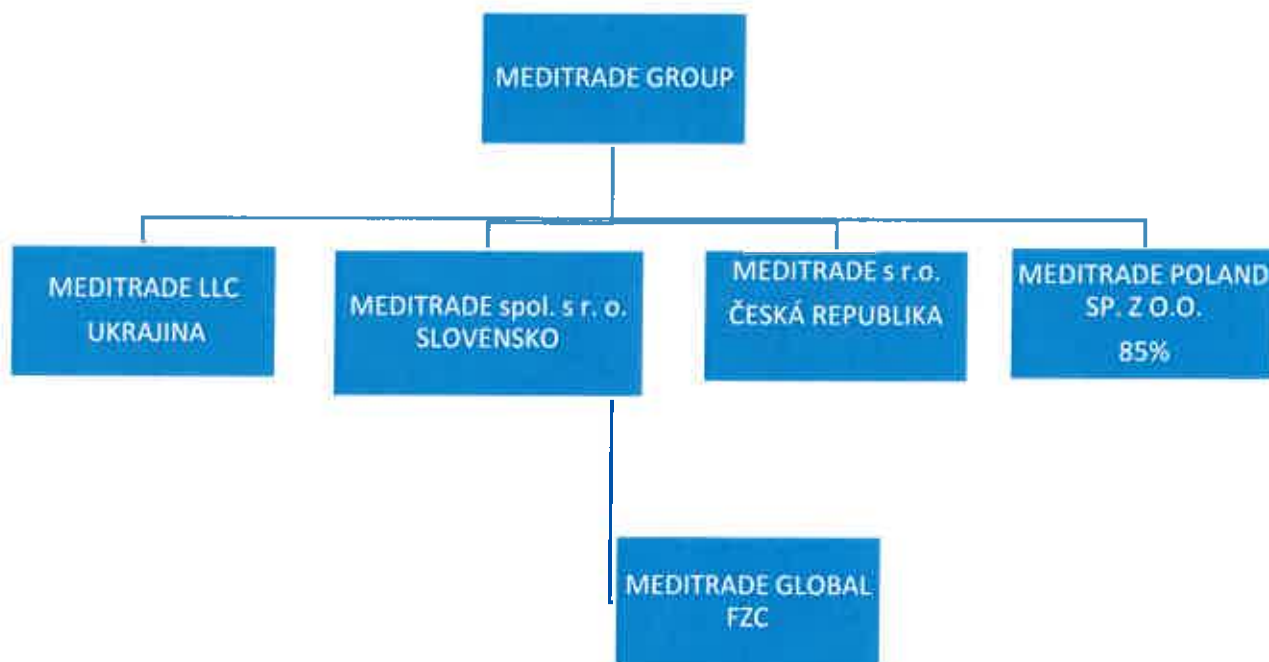 MEDITRADE GROUP
MEDITRADE LLC
UKRAJINA
MEDITRADE spol. s r. o.
SLOVENSKO
MEDITRADE s r.o.
ČESKÁ REPUBLIKA
MEDITRADE POLAND
SP. Z O.O.
85%
MEDITRADE GLOBAL
FZC